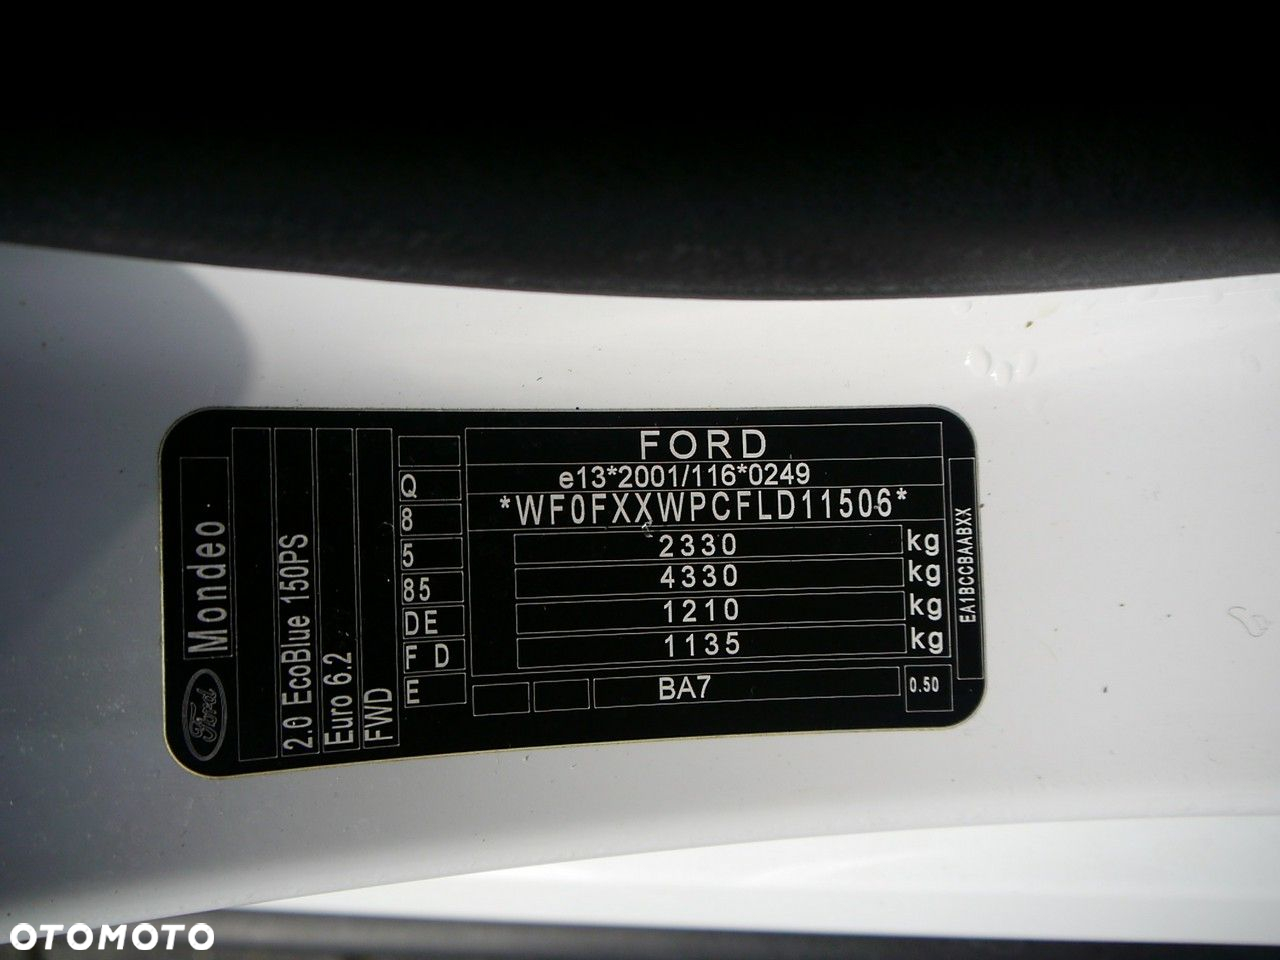 FORD
e13*2001/116*0249
*WF0FXXWPCFLD11506*
2330 kg
4330 kg
1210 kg
1135 kg
BA7
0.50
Q
8
5
85
DE
F D
E
Mondeo
Ford
2.0 EcoBlue 150PS
Euro 6.2
FWD
EA1BCCBAABXX
OTOMOTO